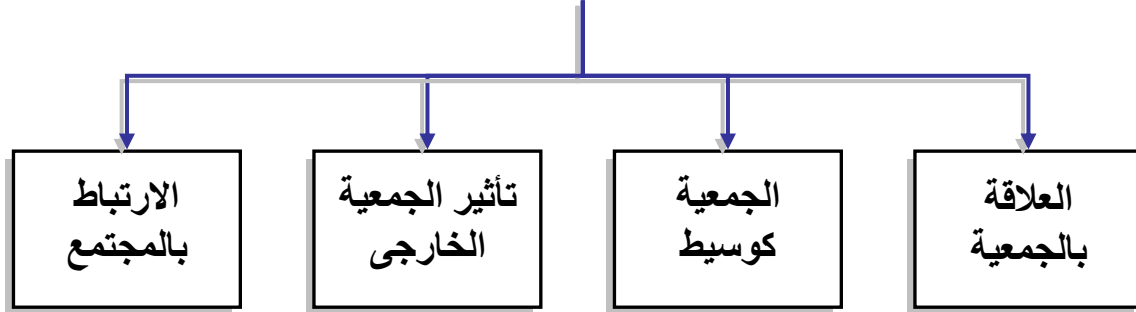 العلاقة
بالجمعية
الجمعية
كوسيط
تأثير الجمعية
الخارجى
الارتباط
بالمجتمع